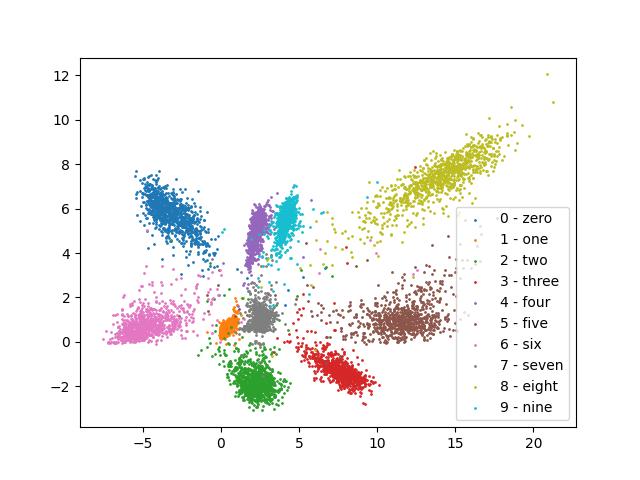 12
10
8
6
4
2
0
−2
−5
0
5
10
15
20
0 - zero
1 - one
2 - two
3 - three
4 - four
5 - five
6 - six
7 - seven
8 - eight
9 - nine